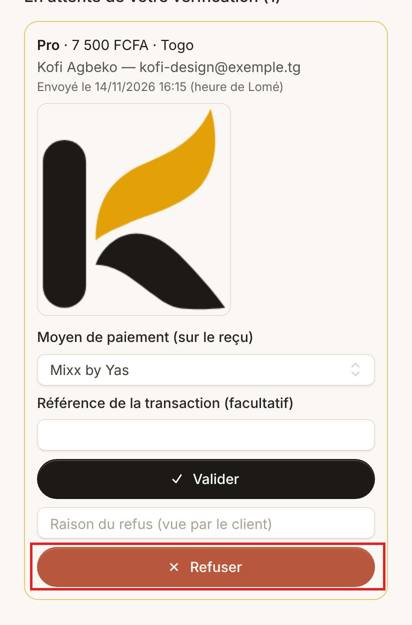 Pro · 7 500 FCFA · Togo
Kofi Agbeko — kofi-design@exemple.tg
Envoyé le 14/11/2026 16:15 (heure de Lomé)
Moyen de paiement (sur le reçu)
Mixx by Yas
Référence de la transaction (facultatif)
Valider
Raison du refus (vue par le client)
Refuser